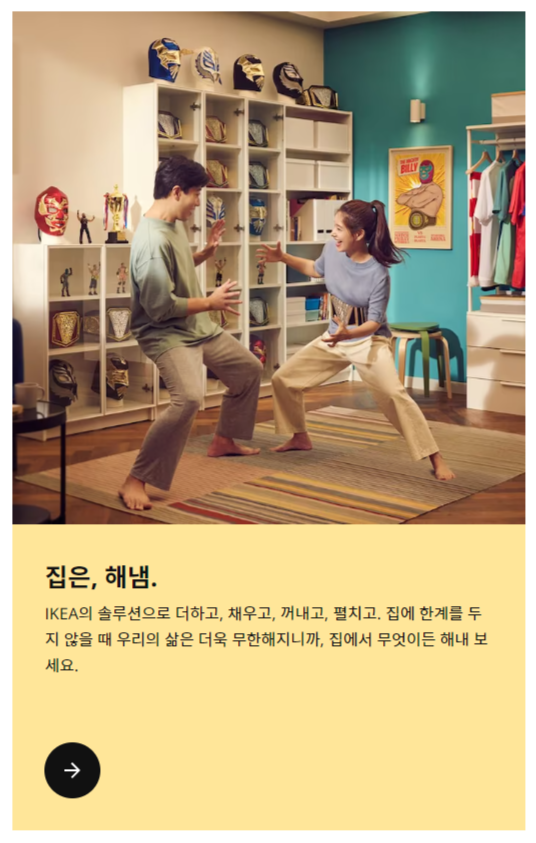 BILLY
집은, 해냄.
IKEA의 솔루션으로 더하고, 채우고, 꺼내고, 펼치고. 집에 한계를 두
지 않을 때 우리의 삶은 더욱 무한해지니까, 집에서 무엇이든 해내 보
세요.